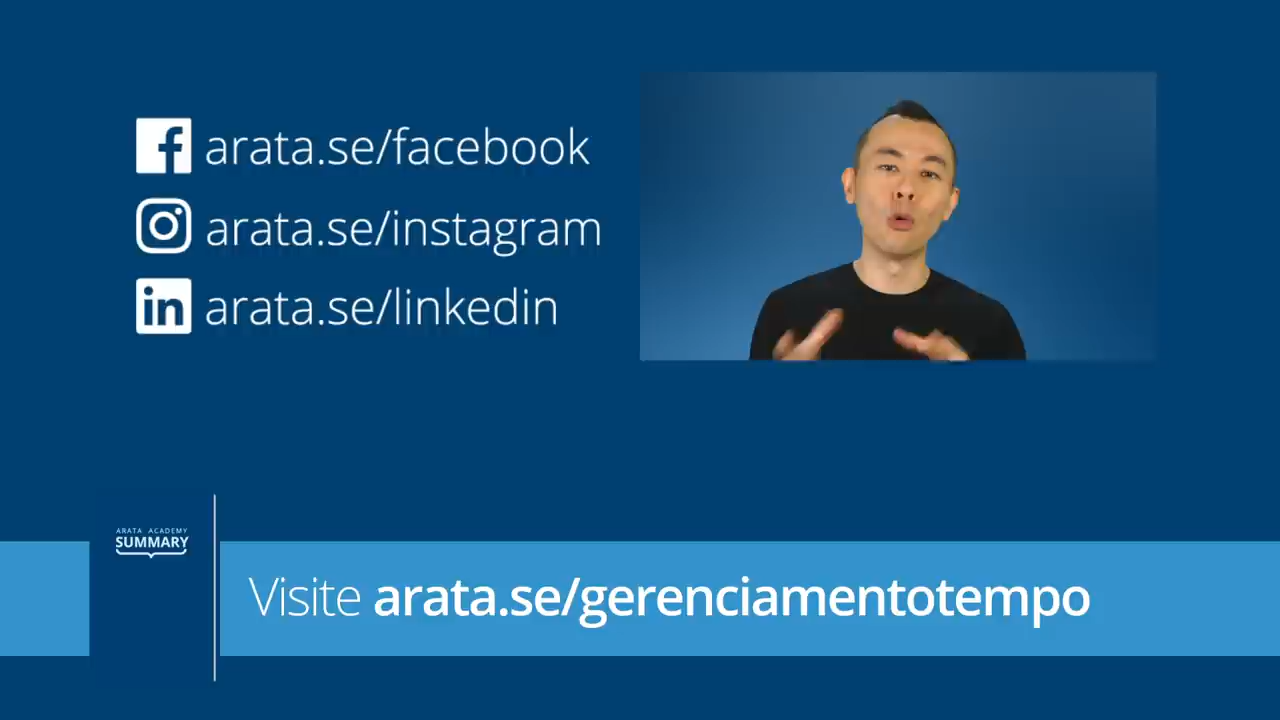 arata.se/facebook
arata.se/instagram
arata.se/linkedin
ARATA ACADEMY
SUMMARY
Visite arata.se/gerenciamentotempo